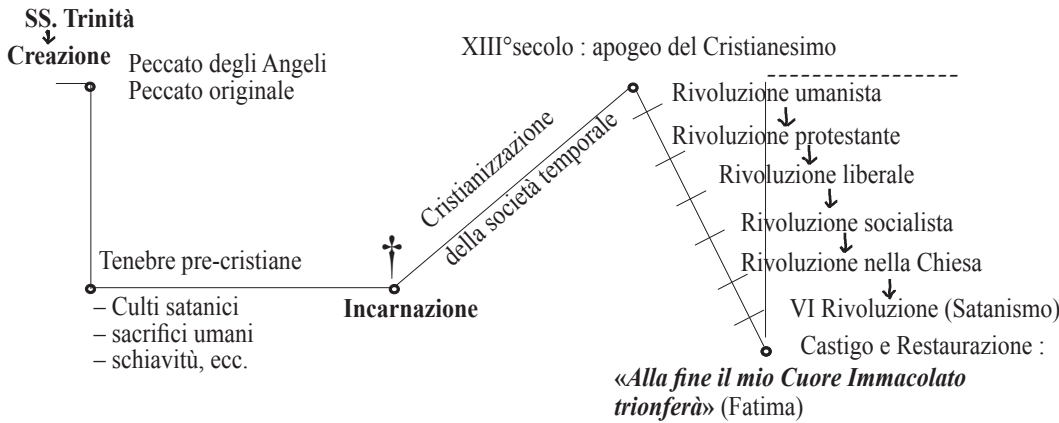 SS. Trinità
Creazione
Peccato degli Angeli
Peccato originale
Tenebre pre-cristiane
– Culti satanici
– sacrifici umani
– schiavitù, ecc.
Incarnazione
Cristianizzazione
della società temporale
XIII°secolo : apogeo del Cristianesimo
Rivoluzione umanista
Rivoluzione protestante
Rivoluzione liberale
Rivoluzione socialista
Rivoluzione nella Chiesa
VI Rivoluzione (Satanismo)
Castigo e Restaurazione :
«Alla fine il mio Cuore Immacolato
trionferà» (Fatima)